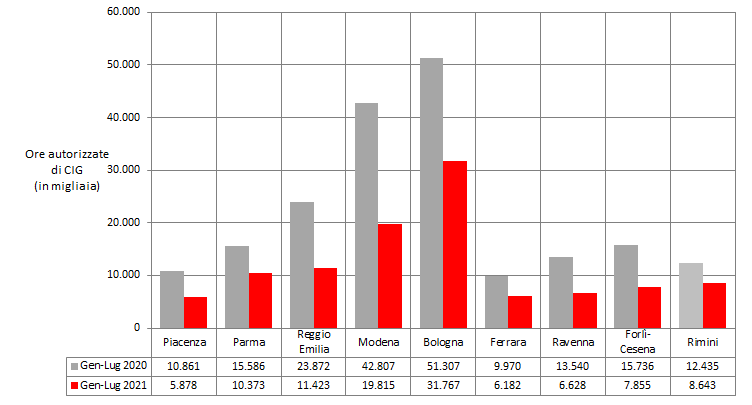 60.000
50.000
40.000
30.000
20.000
10.000
0
Ore autorizzate
di CIG
(in migliaia)
Piacenza Parma Reggio Emilia Modena Bologna Ferrara Ravenna Forlì-Cesena Rimini
Gen-Lug 2020 10.861 15.586 23.872 42.807 51.307 9.970 13.540 15.736 12.435
Gen-Lug 2021 5.878 10.373 11.423 19.815 31.767 6.182 6.628 7.855 8.643